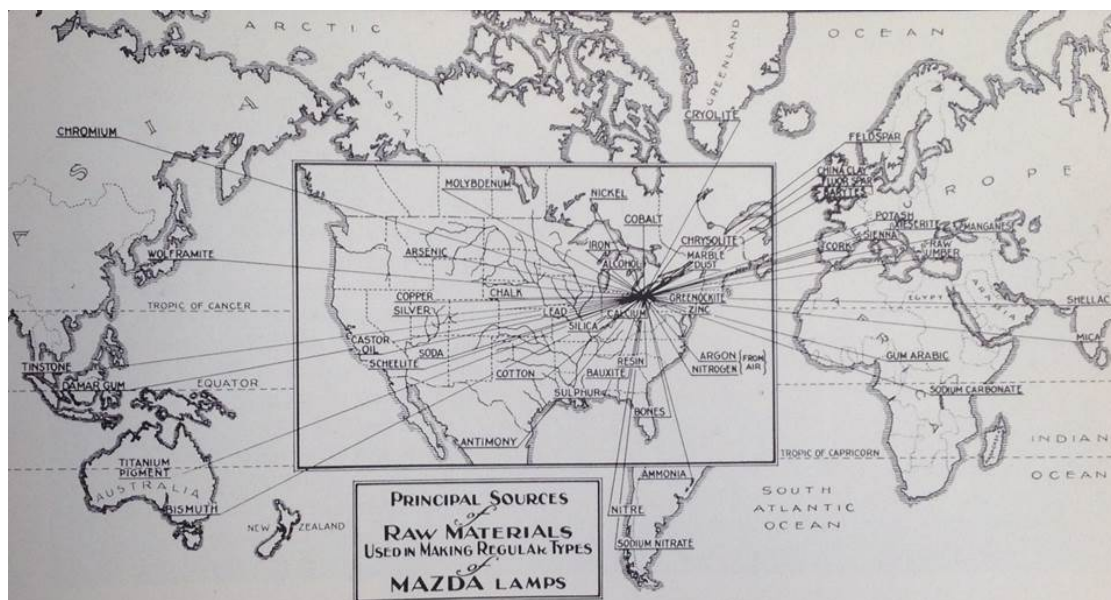 ARCTIC
OCEAN
GREENLAND
ALASKA
ASIA
EUROPE
CHROMIUM
CRYOLITE
FELDSPAR
CHINA CLAY
FLUORSPAR
BARYTES
MOLYBDENUM
NICKEL
COBALT
POTASH
SIENNA
MANGANESE
WOLFRAMITE
ARSENIC
IRON
ALCOHOL
CHRYSOLITE
MARBLE
DUST
CORK
RAW
UMBER
TROPIC OF CANCER
COPPER
SILVER
CHALK
LEAD
SILICA
CALCIUM
GREENOCKITE
ZINC
EGYPT
ARABIA
SHELLAC
MICA
TINSTONE
DAMAR GUM
EQUATOR
CASTOR
OIL
SCHEELITE
SODA
COTTON
RESIN
BAUXITE
SULPHUR
ARGON
NITROGEN
FROM
AIR
GUM ARABIC
AFRICA
SODIUM CARBONATE
BONES
ANTIMONY
TROPIC OF CAPRICORN
INDIAN
OCEAN
TITANIUM
PIGMENT
AUSTRALIA
BISMUTH
NEW ZEALAND
AMMONIA
NITRE
SODIUM NITRATE
SOUTH
ATLANTIC
OCEAN
PRINCIPAL SOURCES
of
RAW MATERIALS
USED IN MAKING REGULAR TYPES
of
MAZDA LAMPS